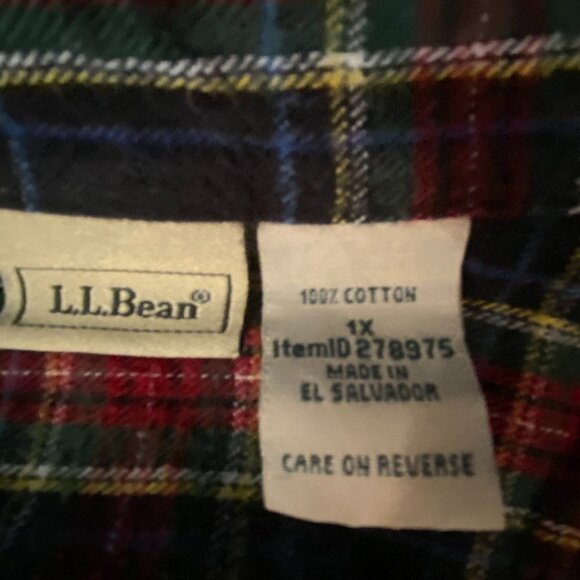 L.L.Bean®
100% COTTON
1X
ItemID 278975
MADE IN
EL SALVADOR
CARE ON REVERSE